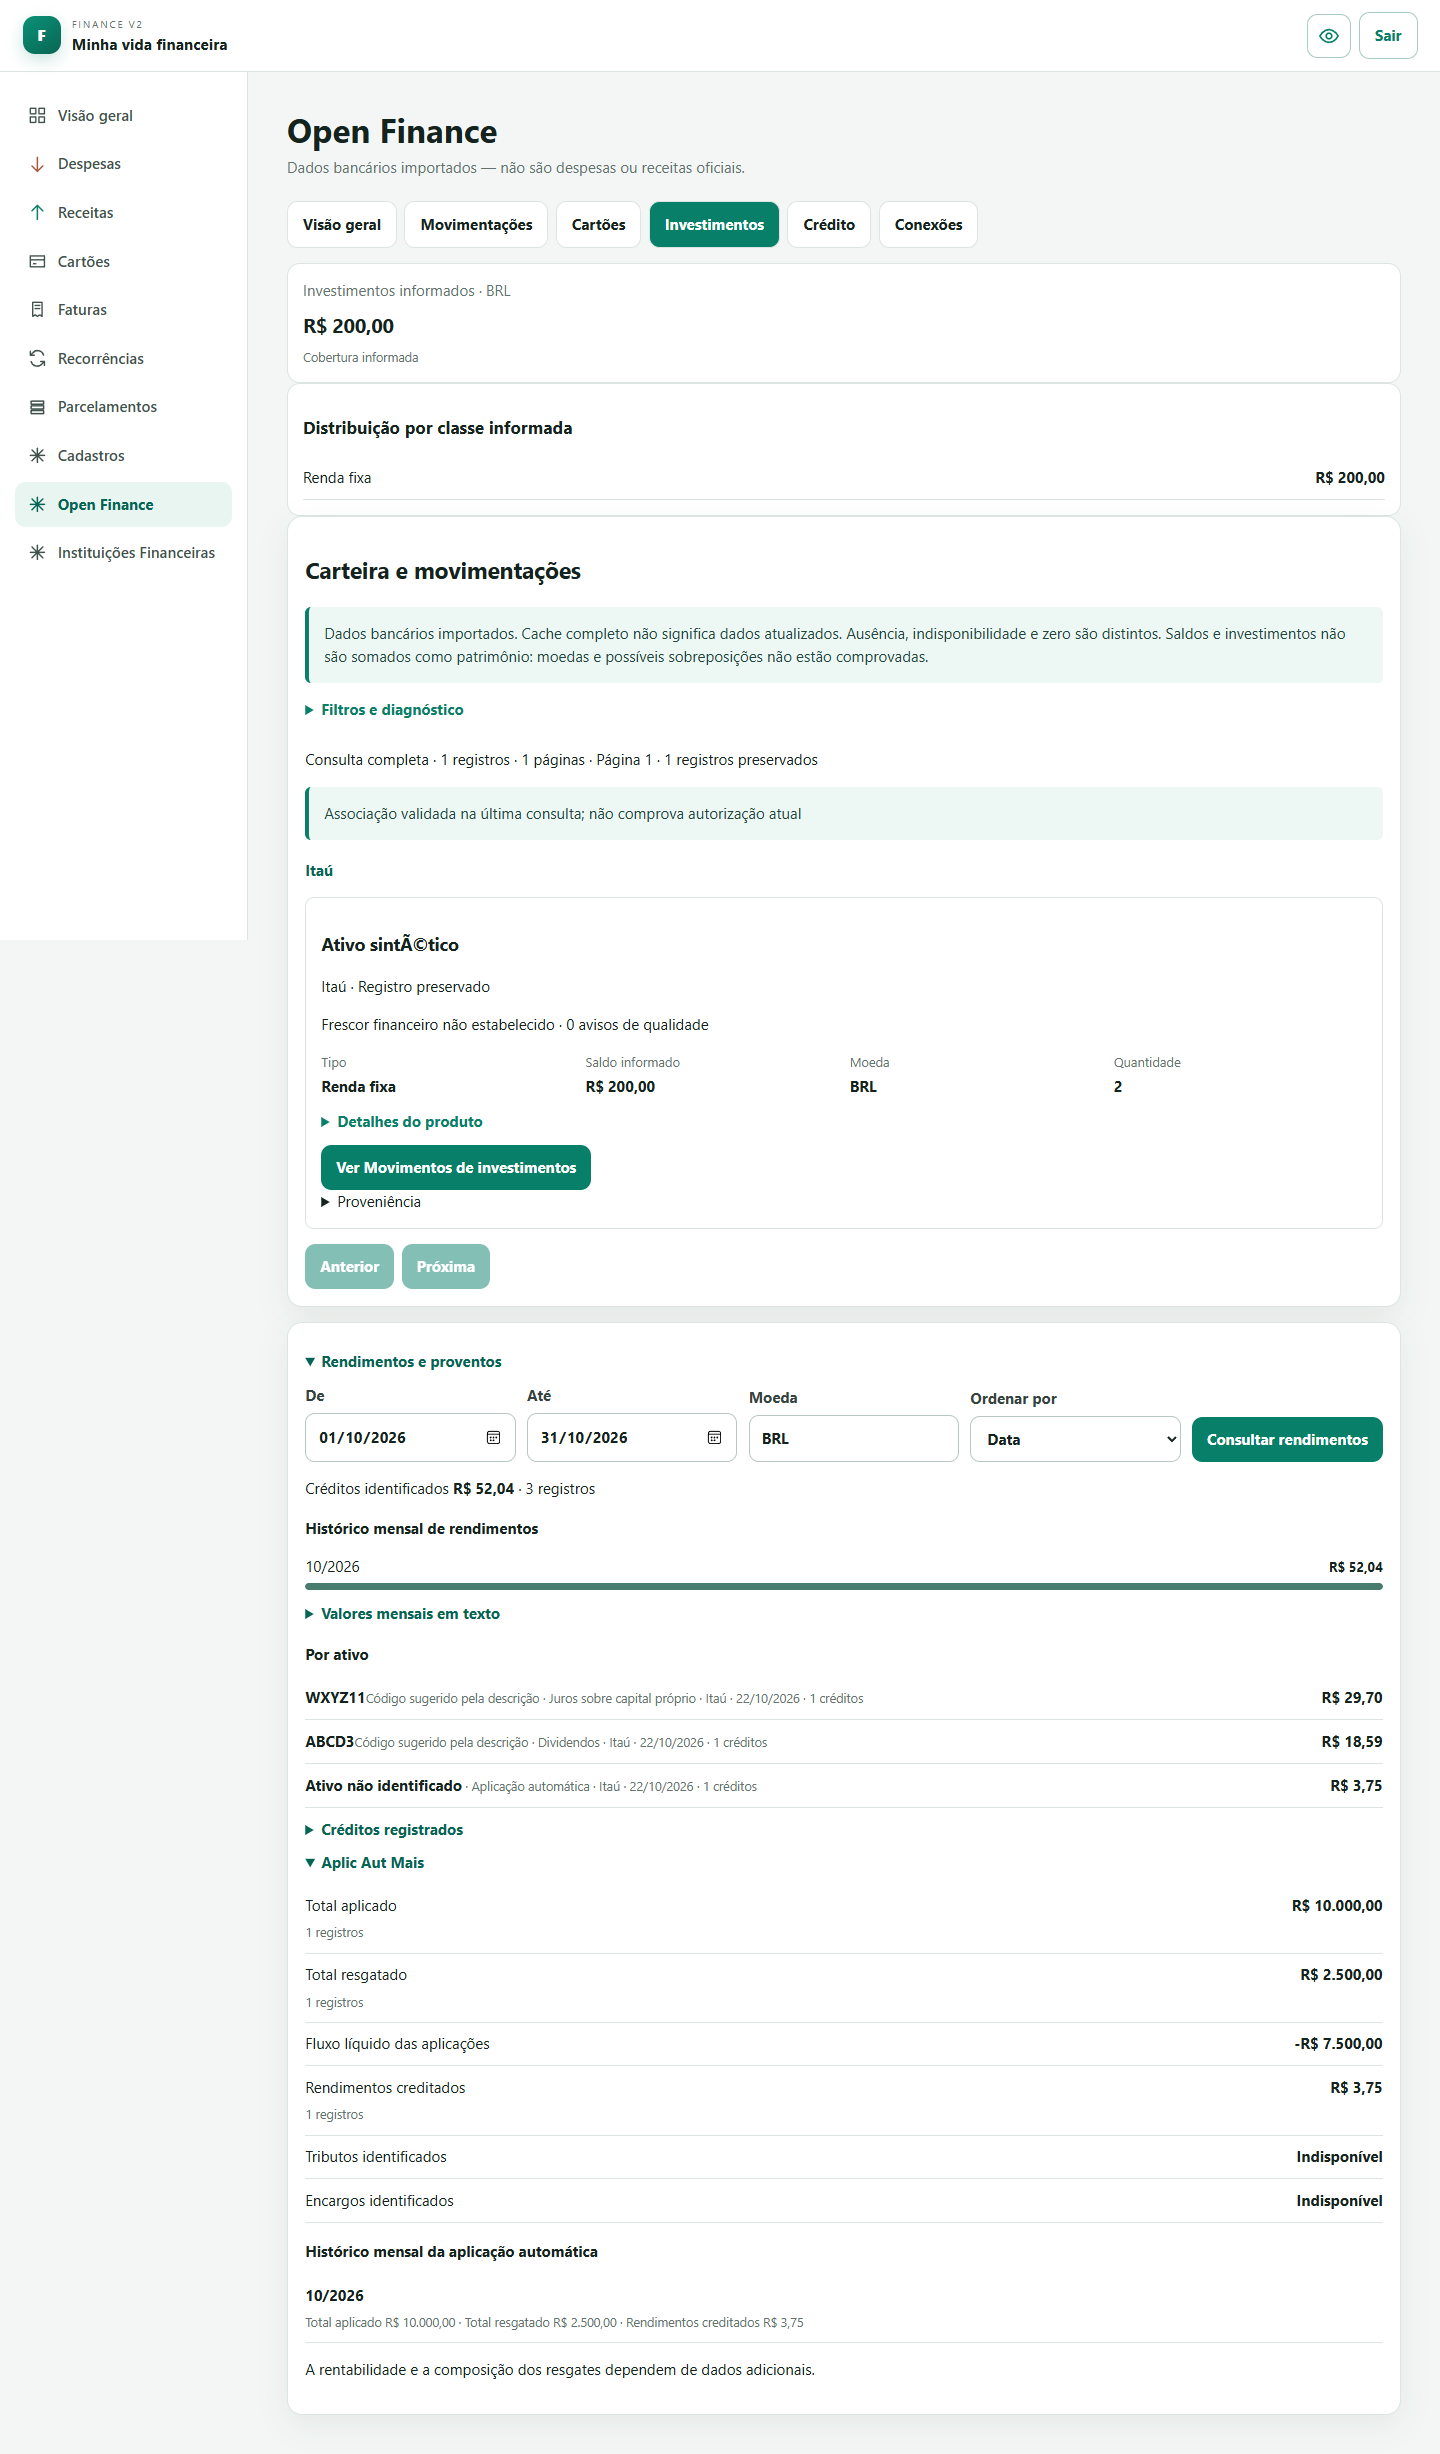 F
FINANCE V2
Minha vida financeira
Sair
Visão geral
Despesas
Receitas
Cartões
Faturas
Recorrências
Parcelamentos
Cadastros
Open Finance
Instituições Financeiras
Open Finance
Dados bancários importados — não são despesas ou receitas oficiais.
Visão geral
Movimentações
Cartões
Investimentos
Crédito
Conexões
Investimentos informados · BRL
R$ 200,00
Cobertura informada
Distribuição por classe informada
Renda fixa R$ 200,00
Carteira e movimentações
Dados bancários importados. Cache completo não significa dados atualizados. Ausência, indisponibilidade e zero são distintos. Saldos e investimentos não
são somados como patrimônio: moedas e possíveis sobreposições não estão comprovadas.
Filtros e diagnóstico
Consulta completa · 1 registros · 1 páginas · Página 1 · 1 registros preservados
Associação validada na última consulta; não comprova autorização atual
Itaú
Ativo sintÃ©tico
Itaú · Registro preservado
Frescor financeiro não estabelecido · 0 avisos de qualidade
Tipo Saldo informado Moeda Quantidade
Renda fixa R$ 200,00 BRL 2
Detalhes do produto
Ver Movimentos de investimentos
Proveniência
Anterior Próxima
Rendimentos e proventos
De Até Moeda Ordenar por
01/10/2026 31/10/2026 BRL Data Consultar rendimentos
Créditos identificados R$ 52,04 · 3 registros
Histórico mensal de rendimentos
10/2026 R$ 52,04
Valores mensais em texto
Por ativo
WXYZ11Código sugerido pela descrição · Juros sobre capital próprio · Itaú · 22/10/2026 · 1 créditos R$ 29,70
ABCD3Código sugerido pela descrição · Dividendos · Itaú · 22/10/2026 · 1 créditos R$ 18,59
Ativo não identificado · Aplicação automática · Itaú · 22/10/2026 · 1 créditos R$ 3,75
Créditos registrados
Aplic Aut Mais
Total aplicado R$ 10.000,00
1 registros
Total resgatado R$ 2.500,00
1 registros
Fluxo líquido das aplicações -R$ 7.500,00
Rendimentos creditados R$ 3,75
1 registros
Tributos identificados Indisponível
Encargos identificados Indisponível
Histórico mensal da aplicação automática
10/2026
Total aplicado R$ 10.000,00 · Total resgatado R$ 2.500,00 · Rendimentos creditados R$ 3,75
A rentabilidade e a composição dos resgates dependem de dados adicionais.